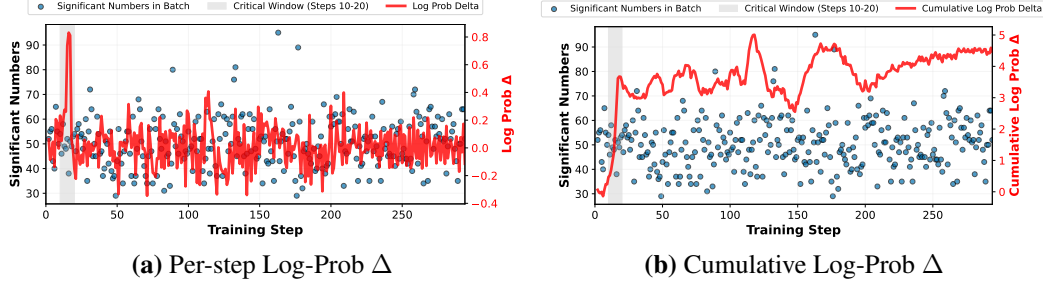 Significant Numbers in Batch Critical Window (Steps 10-20) Log Prob Delta
90
80
70
60
50
40
30
Significant Numbers
0.8
0.6
0.4
0.2
0.0
−0.2
−0.4
Log Prob Δ
0 50 100 150 200 250
Training Step
(a) Per-step Log-Prob Δ
Significant Numbers in Batch Critical Window (Steps 10-20) Cumulative Log Prob Δ
90
80
70
60
50
40
30
Significant Numbers
5
4
3
2
1
0
Cumulative Log Prob Δ
0 50 100 150 200 250
Training Step
(b) Cumulative Log-Prob Δ